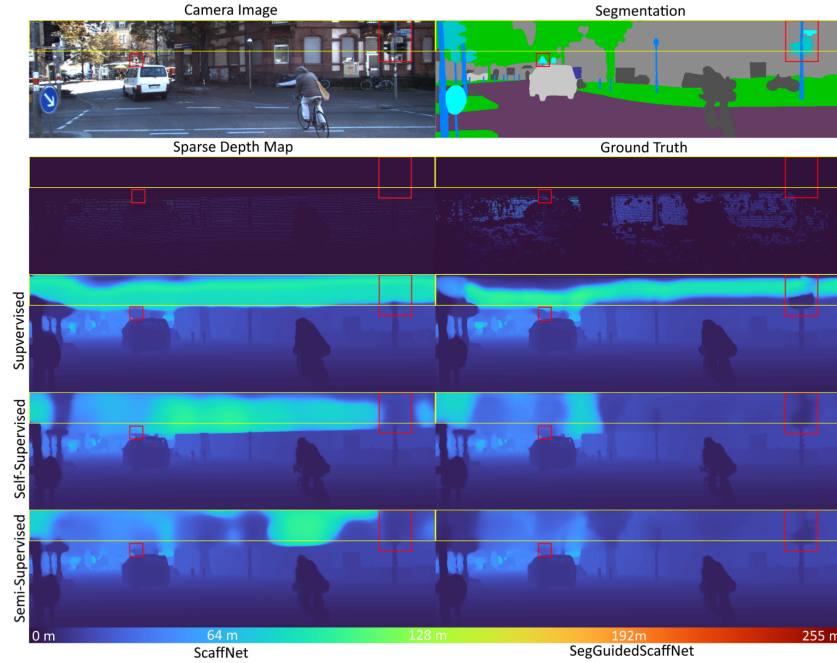 Camera Image
Segmentation
Sparse Depth Map
Ground Truth
Supvervised
Self-Supervised
Semi-Supervised
0 m
64 m
128 m
192m
255 m
ScaffNet
SegGuidedScaffNet